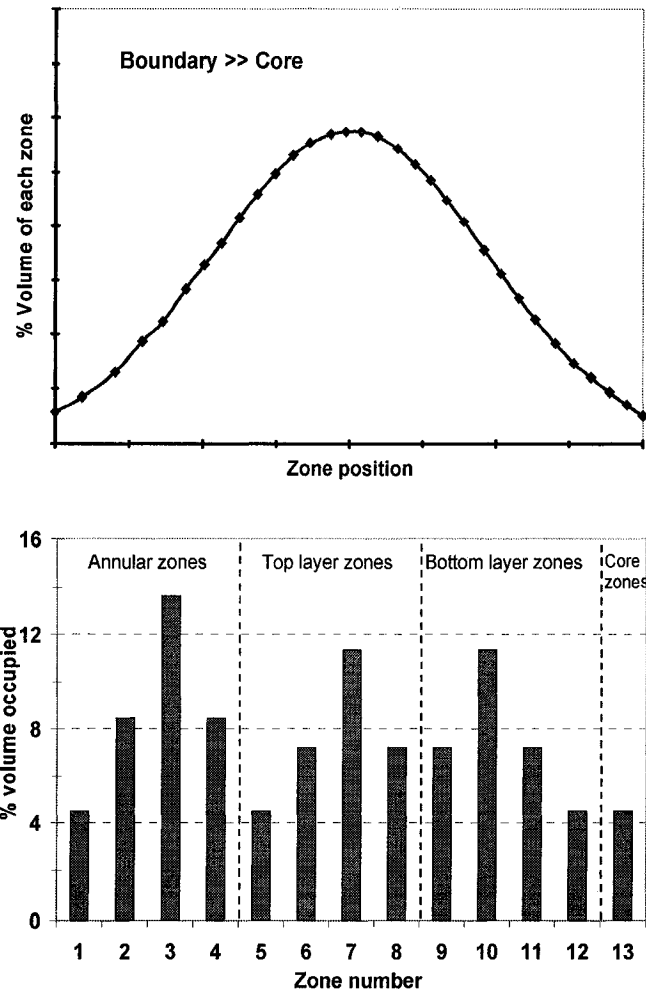 Boundary >> Core
% Volume of each zone
Zone position
16
12
8
4
0
% volume occupied
Annular zones
Top layer zones
Bottom layer zones
Core
zones
1 2 3 4 5 6 7 8 9 10 11 12 13
Zone number